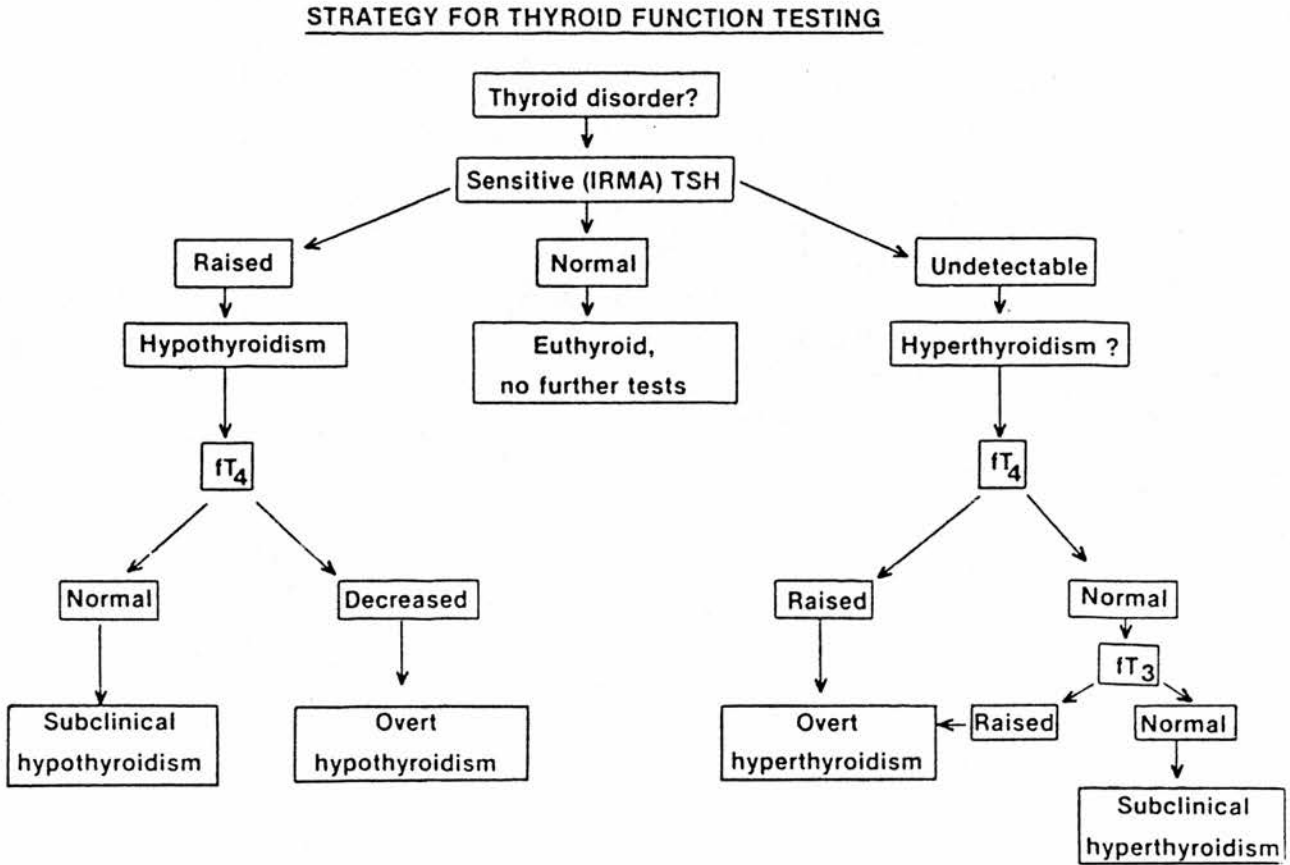 STRATEGY FOR THYROID FUNCTION TESTING
Thyroid disorder?
Sensitive (IRMA) TSH
Raised
Normal
Undetectable
Hypothyroidism
Euthyroid,
no further tests
Hyperthyroidism ?
fT4
fT4
Normal
Decreased
Raised
Normal
fT3
Raised
Normal
Subclinical
hypothyroidism
Overt
hypothyroidism
Overt
hyperthyroidism
Subclinical
hyperthyroidism